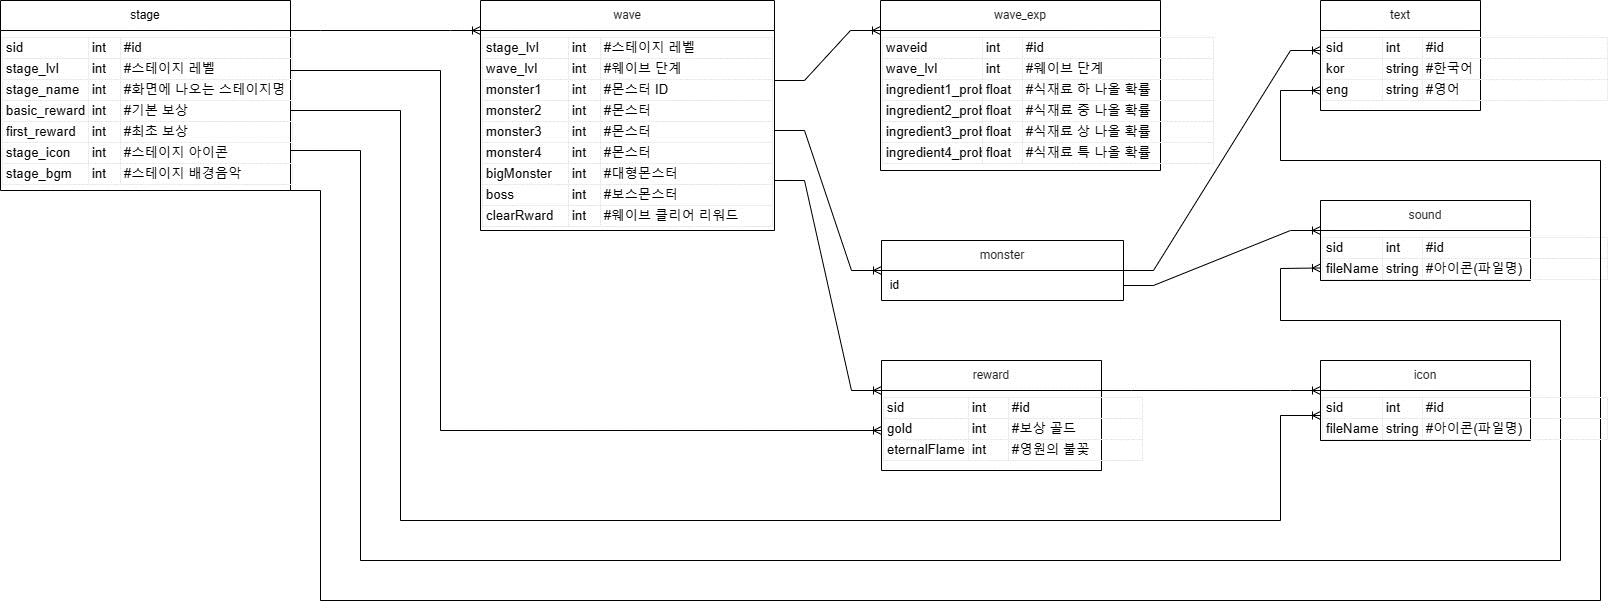 stage
sid int #id
stage_lvl int #스테이지 레벨
stage_name int #화면에 나오는 스테이지명
basic_reward int #기본 보상
first_reward int #최초 보상
stage_icon int #스테이지 아이콘
stage_bgm int #스테이지 배경음악
wave
stage_lvl int #스테이지 레벨
wave_lvl int #웨이브 단계
monster1 int #몬스터 ID
monster2 int #몬스터
monster3 int #몬스터
monster4 int #몬스터
bigMonster int #대형몬스터
boss int #보스몬스터
clearRward int #웨이브 클리어 리워드
wave_exp
waveid int #id
wave_lvl int #웨이브 단계
ingredient1_prob float #식재료 하 나올 확률
ingredient2_prob float #식재료 중 나올 확률
ingredient3_prob float #식재료 상 나올 확률
ingredient4_prob float #식재료 특 나올 확률
monster
id
reward
sid int #id
gold int #보상 골드
eternalFlame int #영원의 불꽃
text
sid int #id
kor string #한국어
eng string #영어
sound
sid int #id
fileName string #아이콘(파일명)
icon
sid int #id
fileName string #아이콘(파일명)